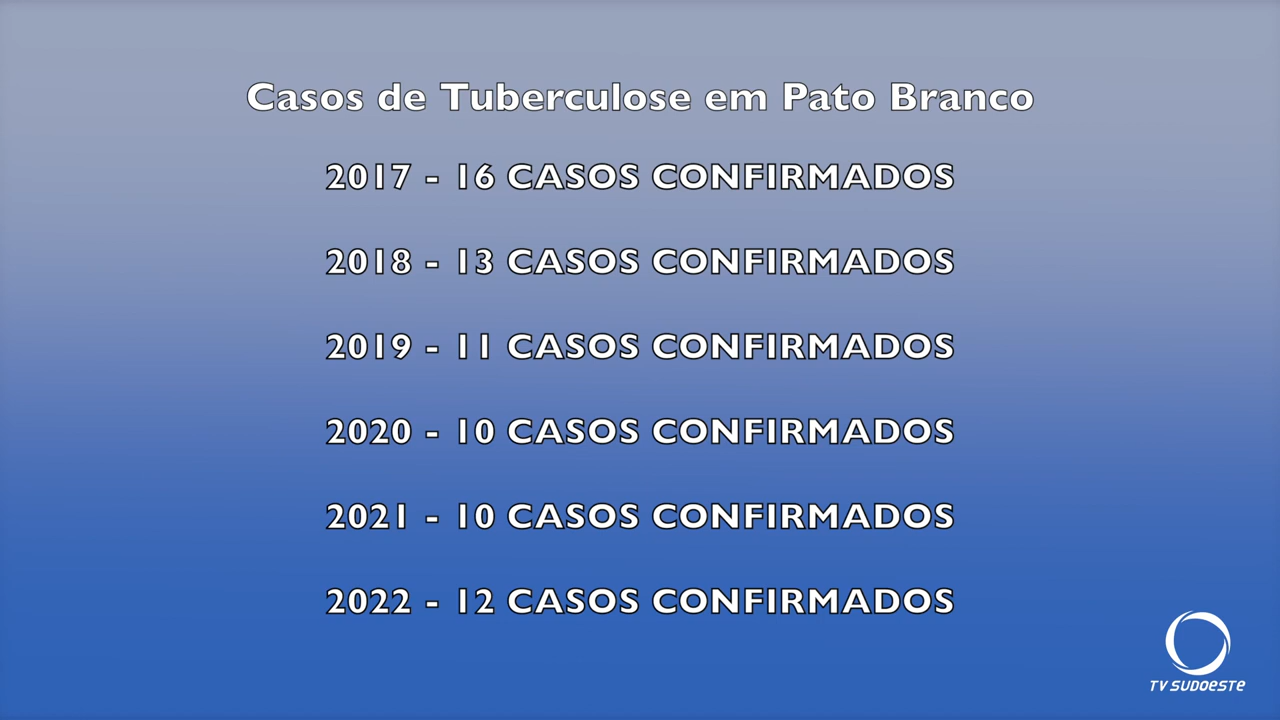 Casos de Tuberculose em Pato Branco
2017 - 16 CASOS CONFIRMADOS
2018 - 13 CASOS CONFIRMADOS
2019 - 11 CASOS CONFIRMADOS
2020 - 10 CASOS CONFIRMADOS
2021 - 10 CASOS CONFIRMADOS
2022 - 12 CASOS CONFIRMADOS
TV SUDOESTE